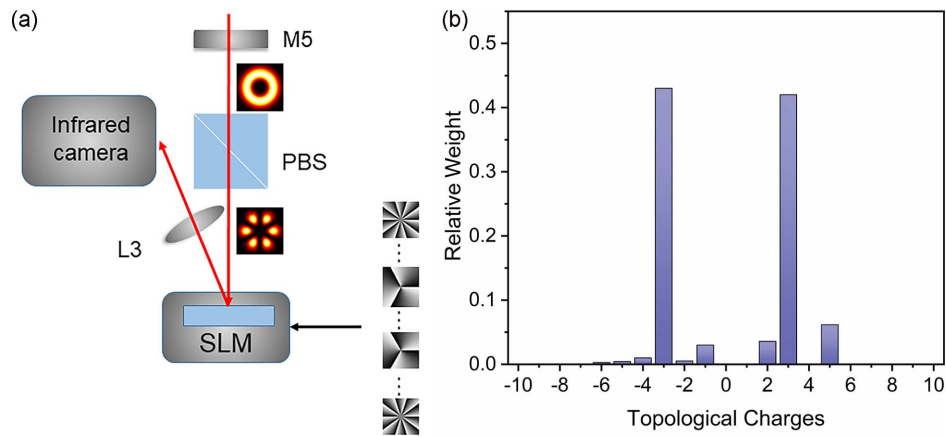 (a)
M5
Infrared
camera
PBS
L3
SLM
(b)
Relative Weight
0.5
0.4
0.3
0.2
0.1
0.0
-10 -8 -6 -4 -2 0 2 4 6 8 10
Topological Charges